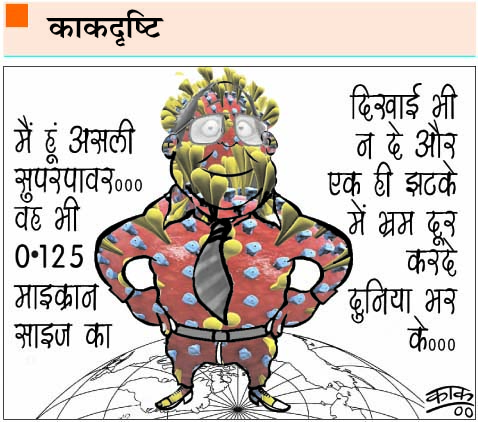 काकदृष्टि
मैं हूं असली
सुपरपावर...
वह भी
0.125
माइक्रान
साइज का
दिखाई भी
न दे और
एक ही झटके
में भ्रम दूर
करदे
दुनिया भर
के...
काक